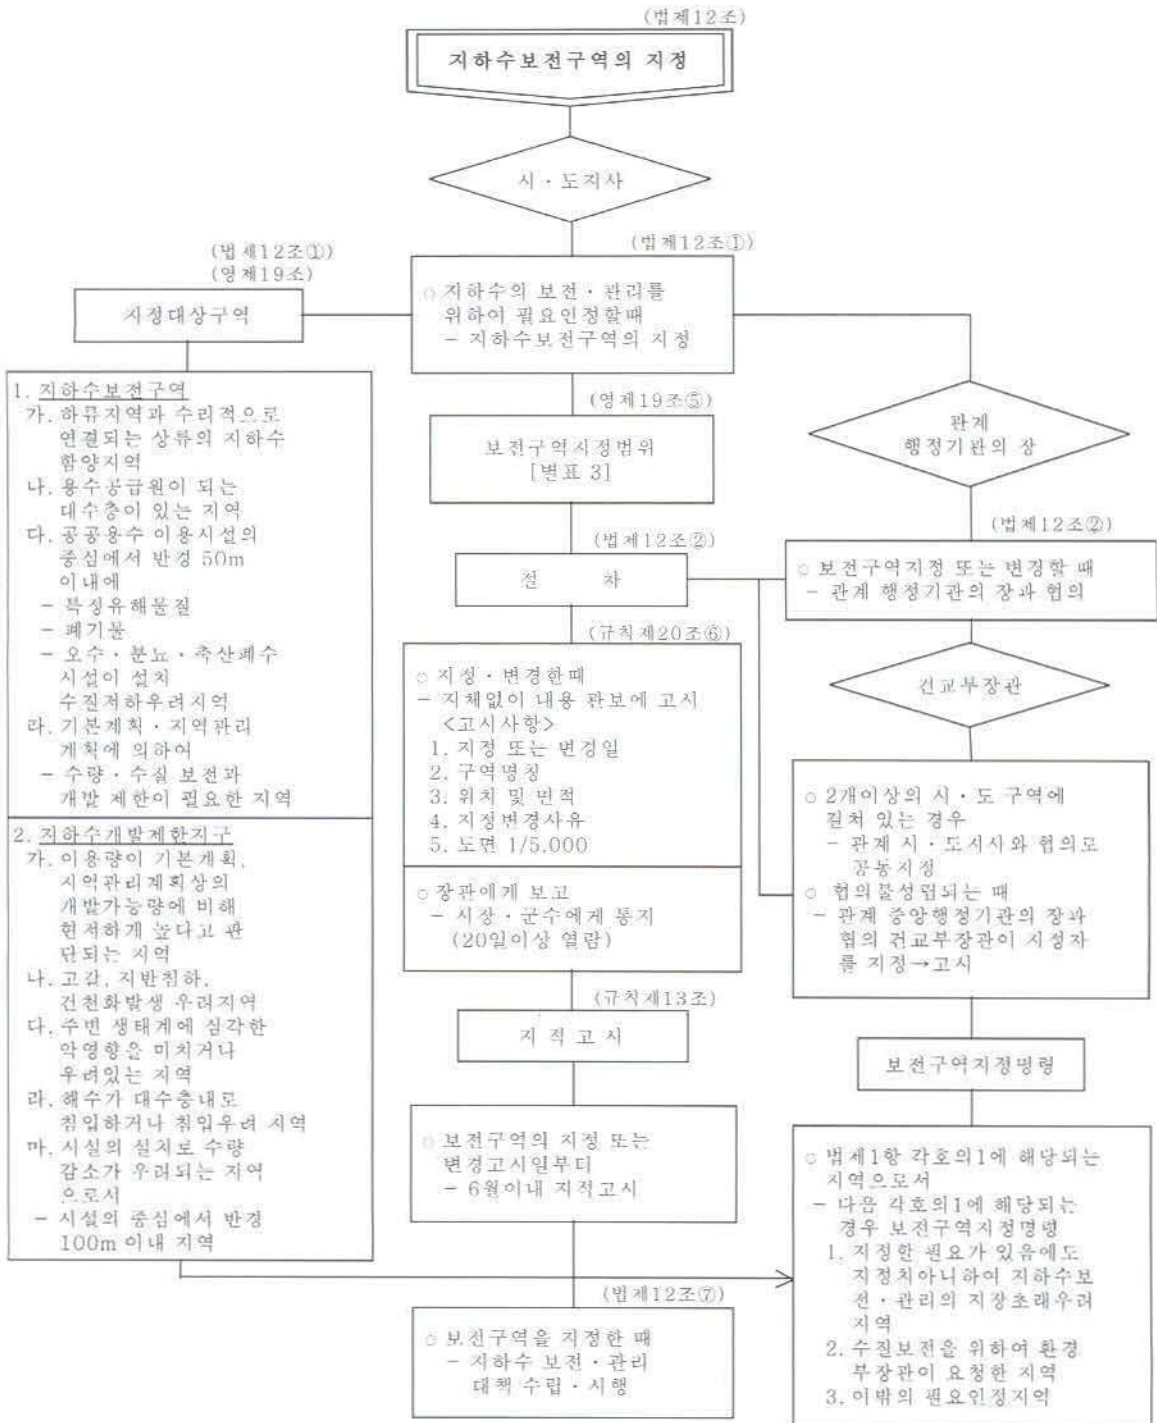 (법제12조)
지하수보전구역의 지정
시·도지사
(법제12조①)
(영제19조)
지정대상구역
(법제12조①)
○ 지하수의 보전·관리를
위하여 필요인정할때
- 지하수보전구역의 지정
1. 지하수보전구역
가. 하류지역과 수리적으로
연결되는 상류의 지하수
함양지역
나. 용수공급원이 되는
대수층이 있는 지역
다. 공공용수 이용시설의
중심에서 반경 50m
이내에
- 특정유해물질
- 폐기물
- 오수·분뇨·축산폐수
시설이 설치
수질저하우려지역
라. 기본계획·지역관리
계획에 의하여
- 수량·수질 보전과
개발 제한이 필요한 지역
2. 지하수개발제한지구
가. 이용량이 기본계획,
지역관리계획상의
개발가능량에 비해
현저하게 높다고 판
단되는 지역
나. 고갈, 지반침하,
건천화발생 우려지역
다. 주변 생태계에 심각한
악영향을 미치거나
우려있는 지역
라. 해수가 대수층내로
침입하거나 침입우려 지역
마. 시설의 설치로 수량
감소가 우려되는 지역
으로서
- 시설의 중심에서 반경
100m 이내 지역
(영제19조⑤)
보전구역지정범위
[별표 3]
(법제12조②)
절 차
(규칙제20조⑥)
○ 지정·변경한때
- 지체없이 내용 관보에 고시
<고시사항>
1. 지정 또는 변경일
2. 구역명칭
3. 위치 및 면적
4. 지정변경사유
5. 도면 1/5,000
○ 장관에게 보고
- 시장·군수에게 통지
(20일이상 열람)
(규칙제13조)
지적고시
○ 보전구역의 지정 또는
변경고시일부터
- 6월이내 지적고시
(법제12조⑦)
○ 보전구역을 지정한 때
- 지하수 보전·관리
대책 수립·시행
관계
행정기관의 장
(법제12조②)
○ 보전구역지정 또는 변경할 때
- 관계 행정기관의 장과 협의
건교부장관
○ 2개이상의 시·도 구역에
걸쳐 있는 경우
- 관계 시·도지사와 협의로
공동지정
○ 협의불성립되는 때
- 관계 중앙행정기관의 장과
협의 건교부장관이 지정자
를 지정→고시
보전구역지정명령
○ 법제1항 각호의1에 해당되는
지역으로서
- 다음 각호의1에 해당되는
경우 보전구역지정명령
1. 지정할 필요가 있음에도
지정치아니하여 지하수보
전·관리의 지장초래우려
지역
2. 수질보전을 위하여 환경
부장관이 요청한 지역
3. 이밖의 필요인정지역